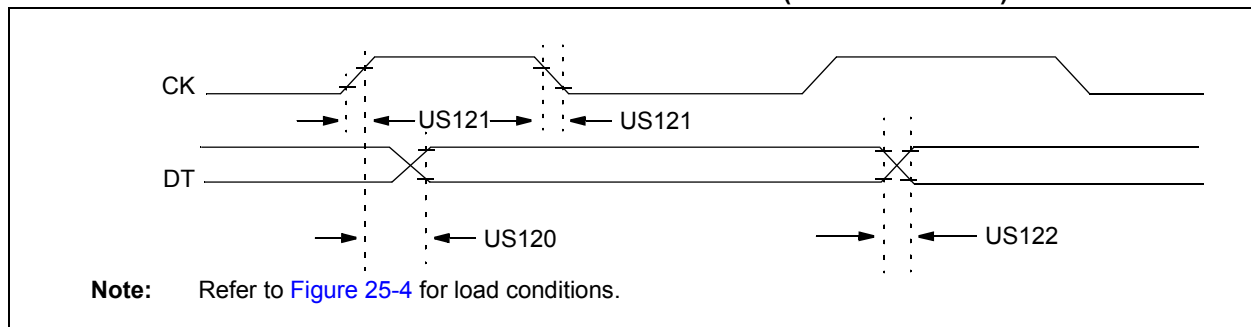 CK
US121 US121
DT
US120 US122
Note: Refer to Figure 25-4 for load conditions.